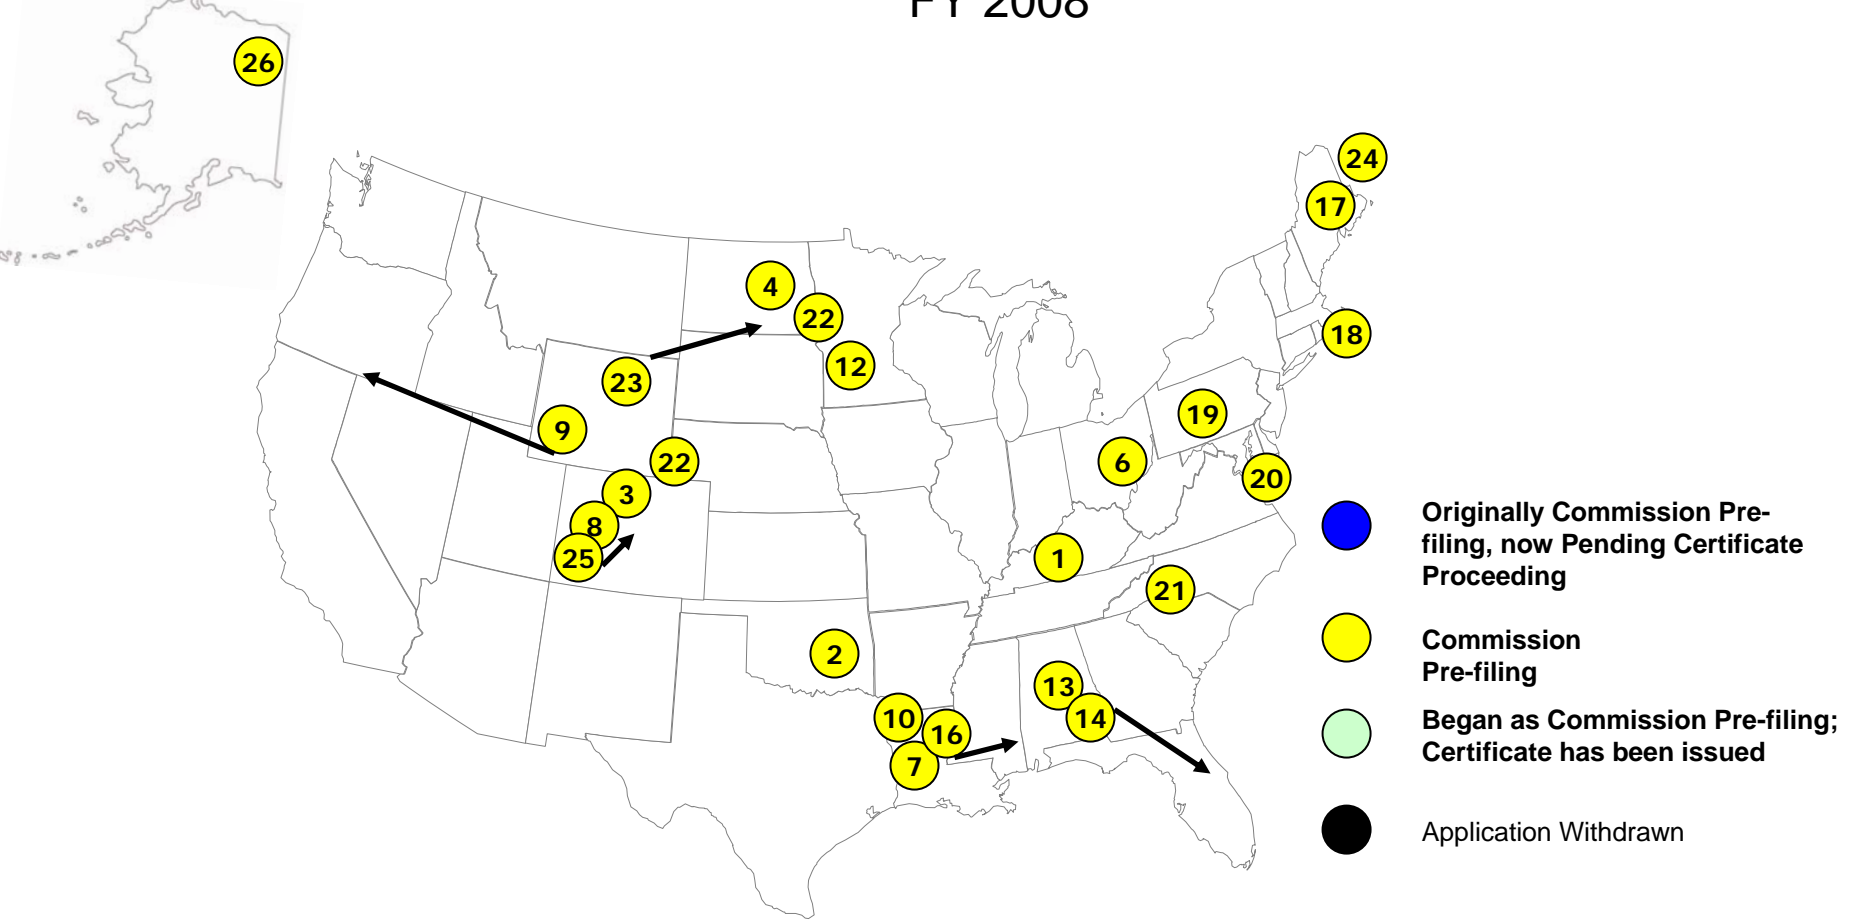 FY 2008
26
24
17
4
22
18
12
23
19
9
22
6
20
3
8
25
1
21
2
13
10
14
16
7
Originally Commission Pre-
filing, now Pending Certificate
Proceeding
Commission
Pre-filing
Began as Commission Pre-filing;
Certificate has been issued
Application Withdrawn